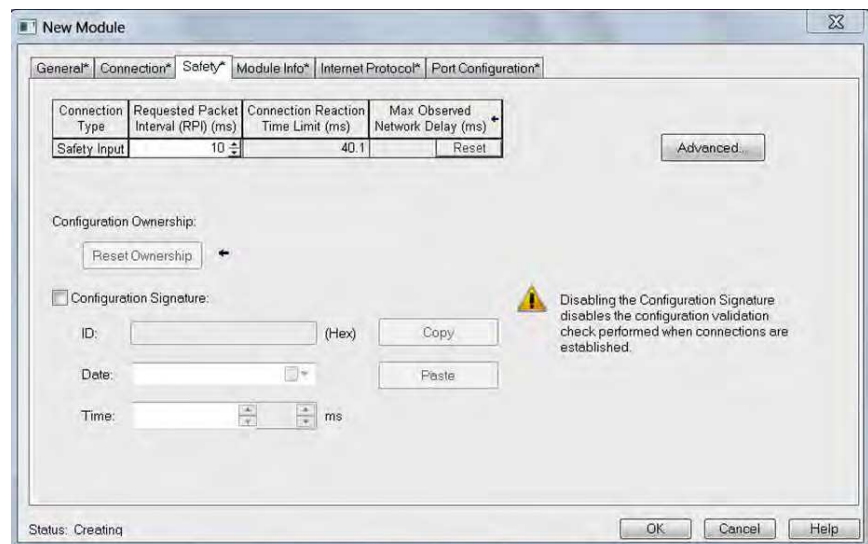 New Module
General* Connection* Safety* Module Info* Internet Protocol* Port Configuration*
Connection Type Requested Packet Interval (RPI) (ms) Connection Reaction Time Limit (ms) Max Observed Network Delay (ms)
Safety Input 10 40.1 Reset
Advanced...
Configuration Ownership:
Reset Ownership
Configuration Signature:
ID: (Hex) Copy
Date: Paste
Time: ms
Disabling the Configuration Signature
disables the configuration validation
check performed when connections are
established.
Status: Creating OK Cancel Help